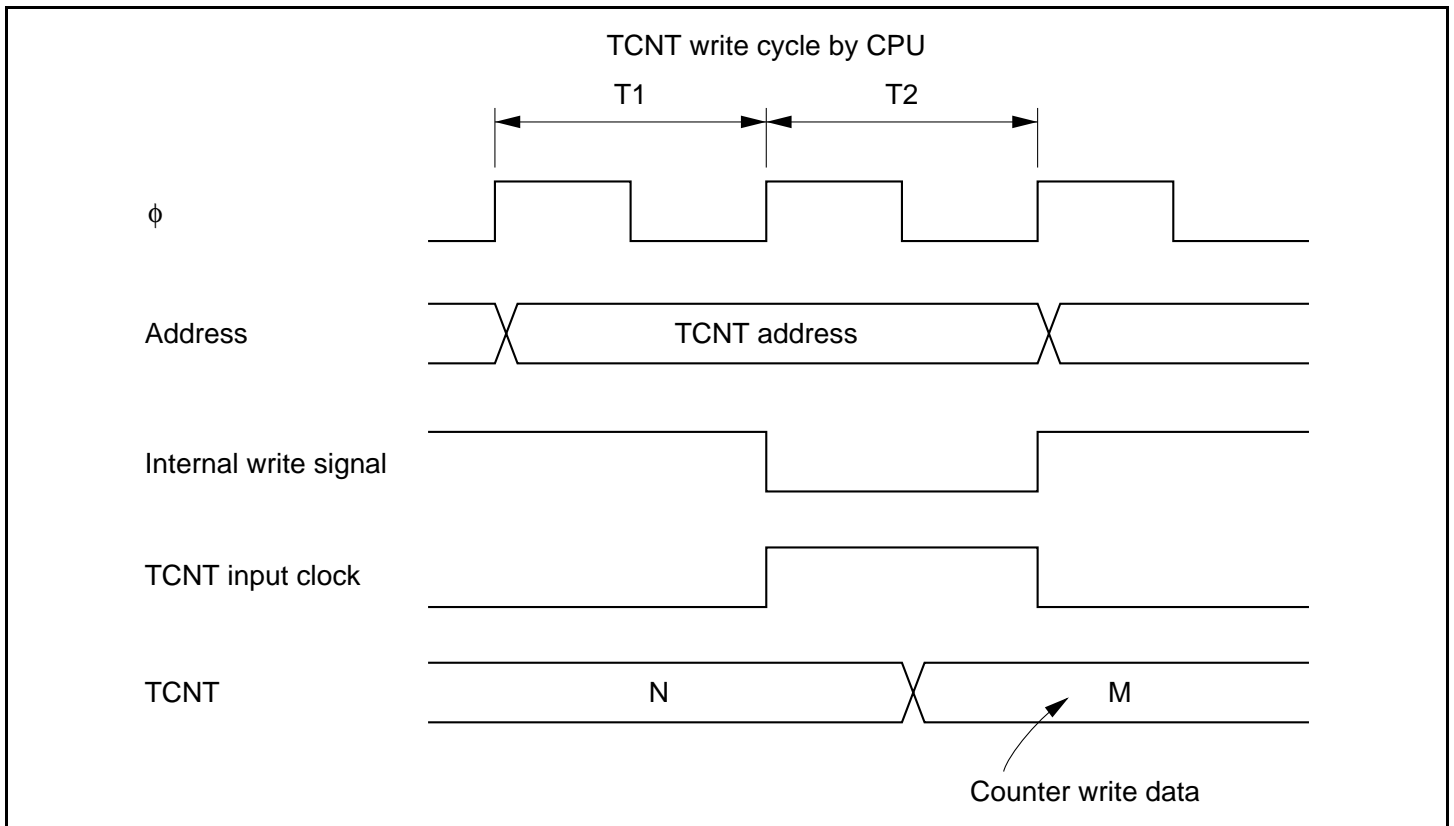 TCNT write cycle by CPU
T1 T2
ϕ
Address TCNT address
Internal write signal
TCNT input clock
TCNT N M
Counter write data